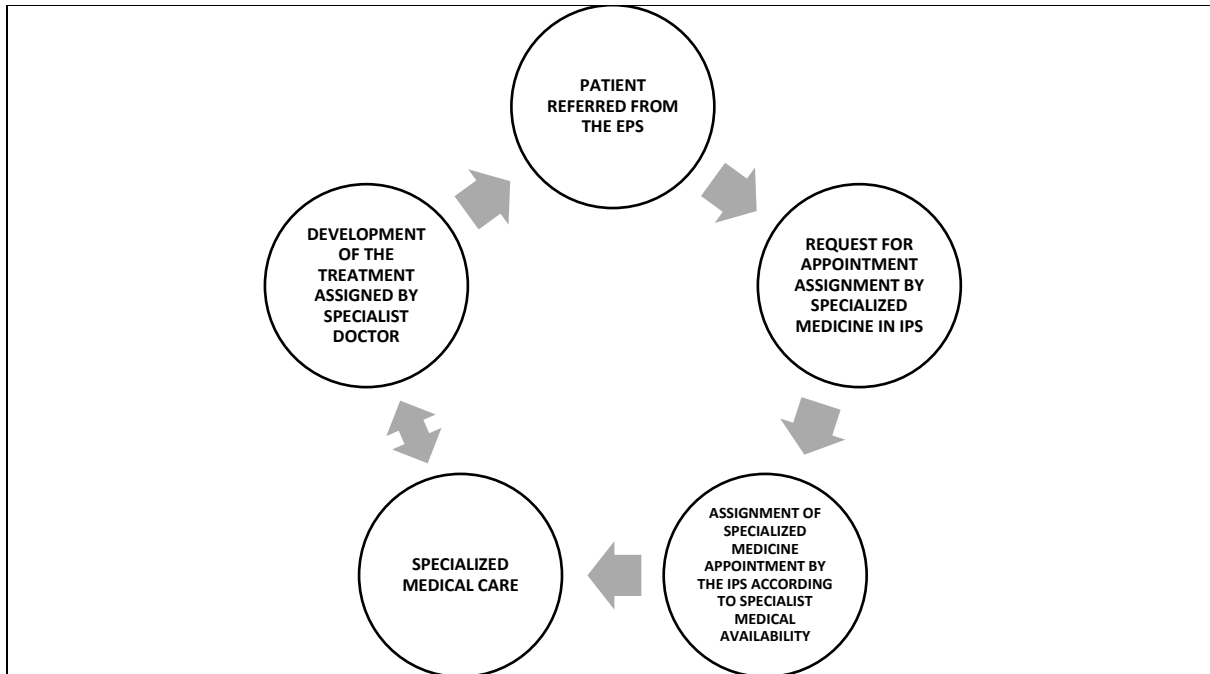 PATIENT
REFERRED FROM
THE EPS
REQUEST FOR
APPOINTMENT
ASSIGNMENT BY
SPECIALIZED
MEDICINE IN IPS
ASSIGNMENT OF
SPECIALIZED
MEDICINE
APPOINTMENT BY
THE IPS ACCORDING
TO SPECIALIST
MEDICAL
AVAILABILITY
SPECIALIZED
MEDICAL CARE
DEVELOPMENT
OF THE
TREATMENT
ASSIGNED BY
SPECIALIST
DOCTOR